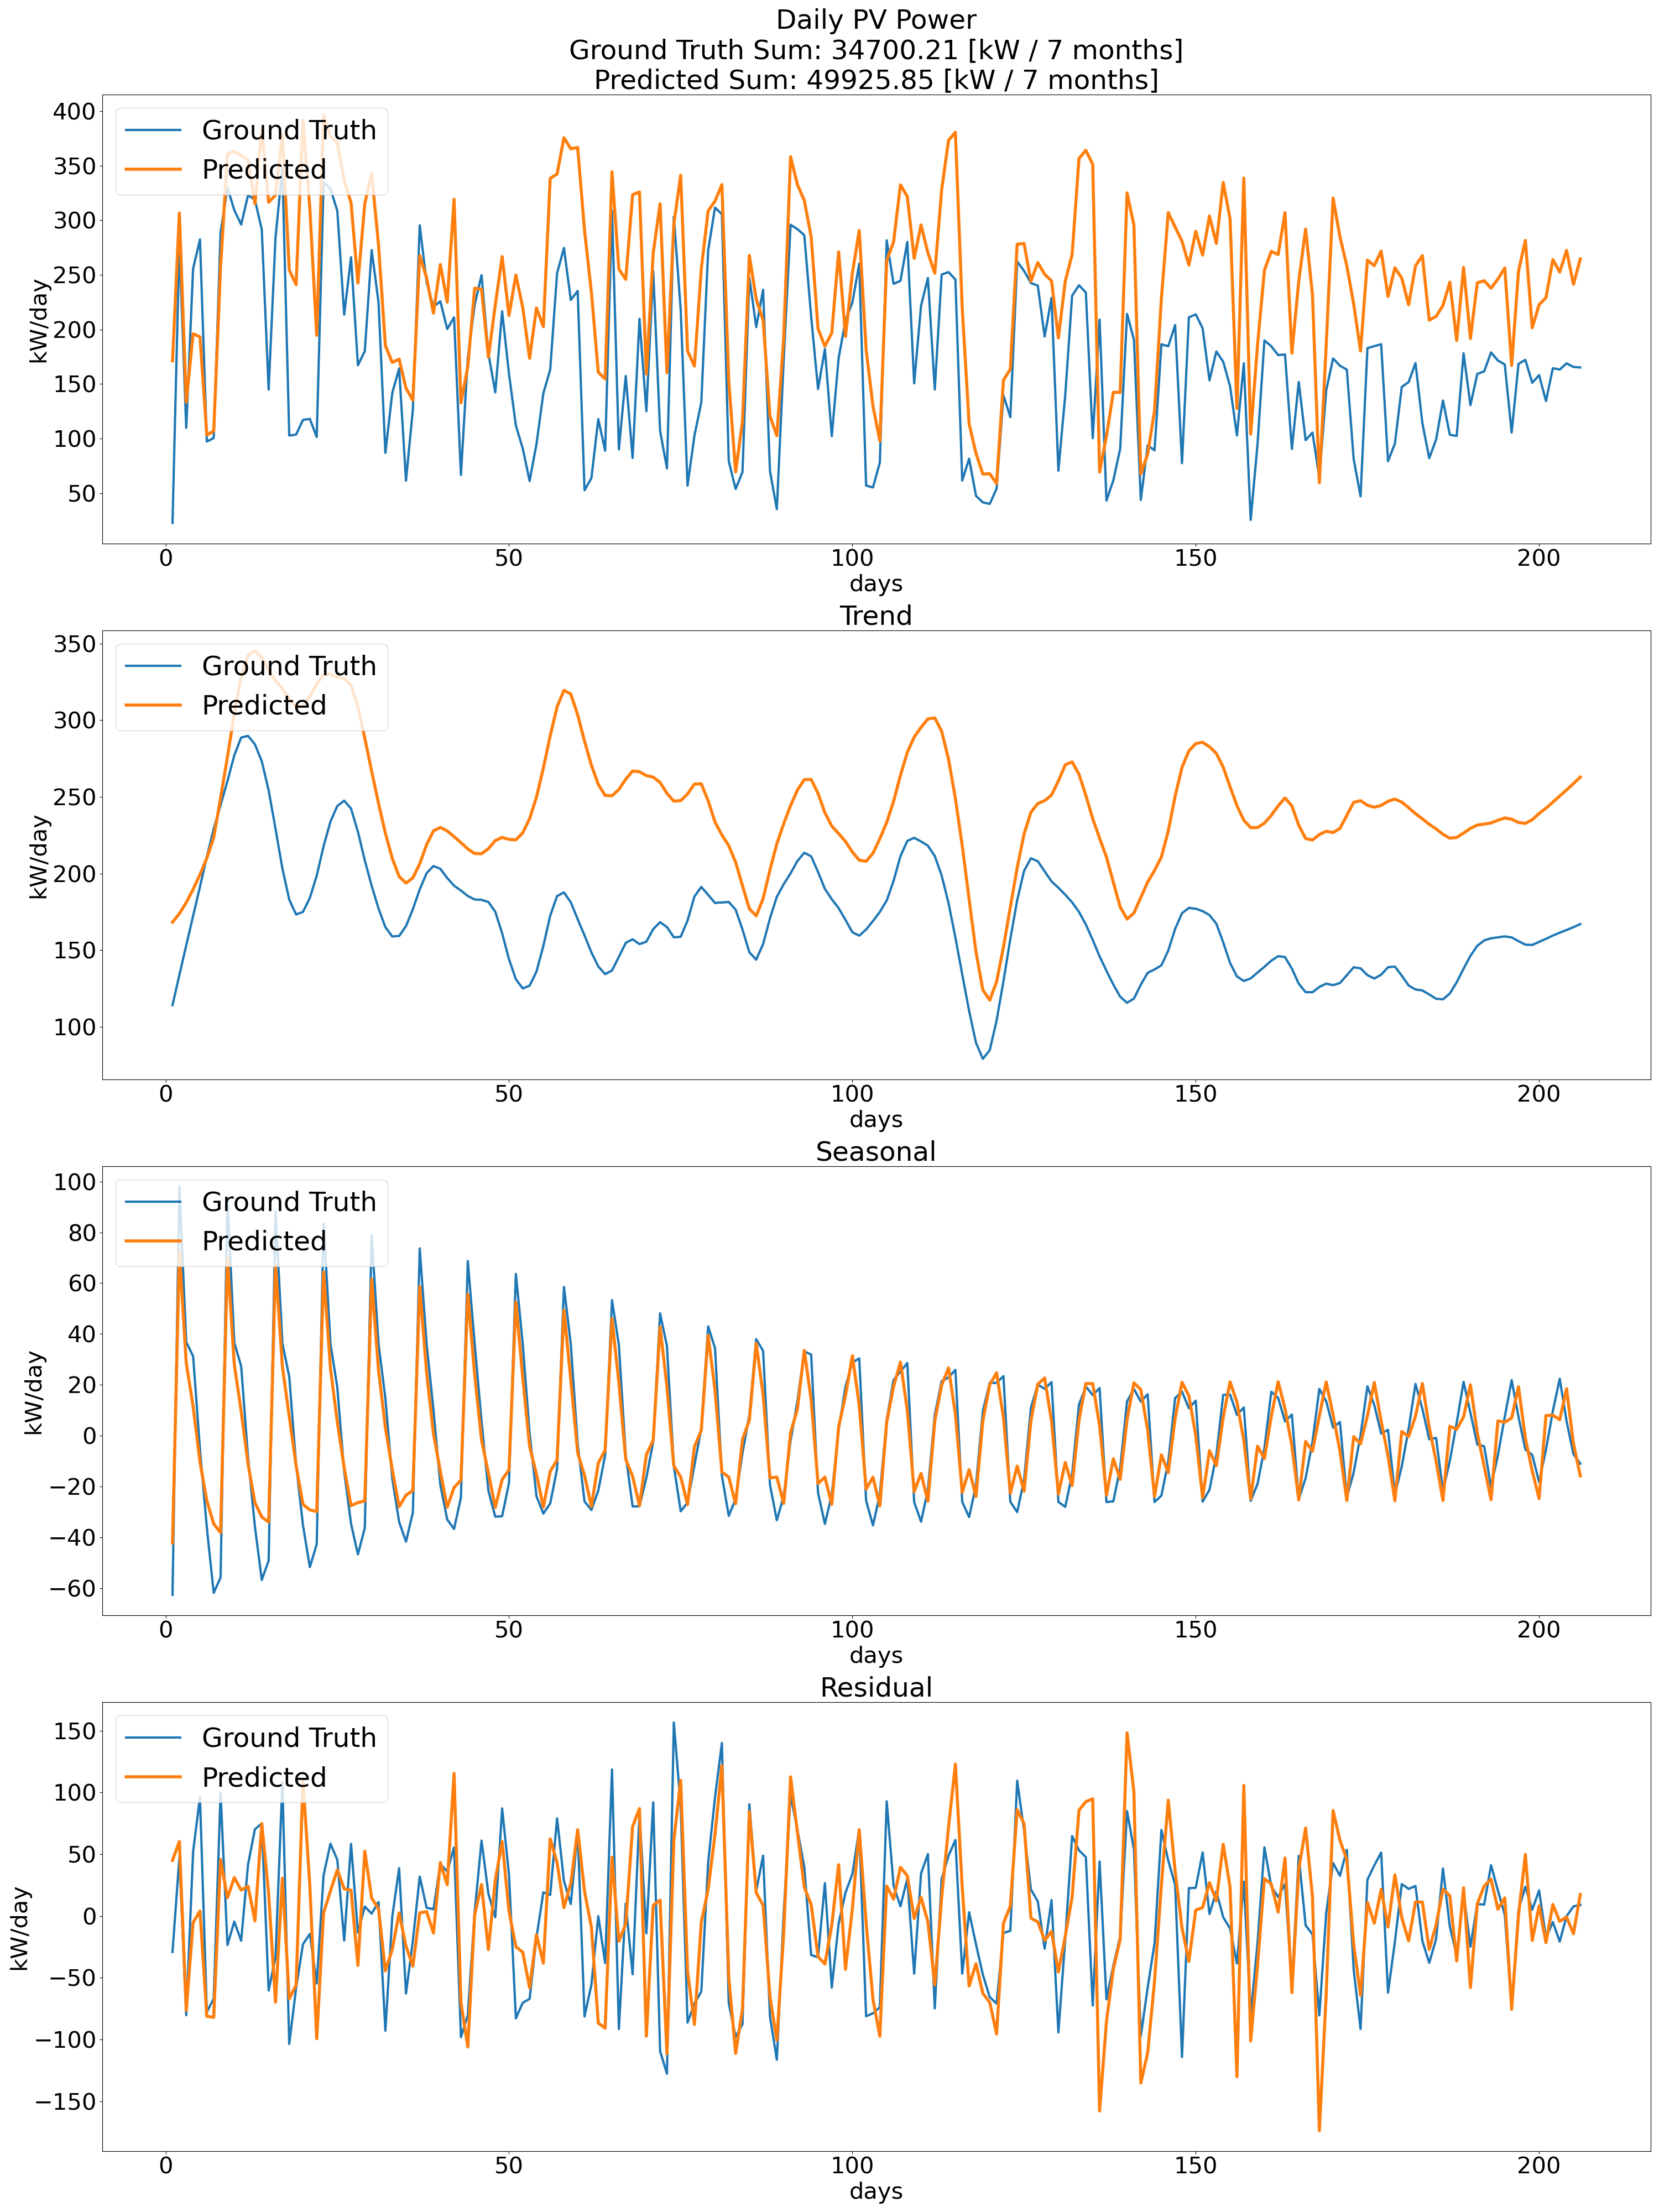 Daily PV Power
Ground Truth Sum: 34700.21 [kW / 7 months]
Predicted Sum: 49925.85 [kW / 7 months]
400
350
300
250
200
150
100
50
kW/day
Ground Truth
Predicted
0 50 100 150 200
days
Trend
350
300
250
200
150
100
kW/day
Ground Truth
Predicted
0 50 100 150 200
days
Seasonal
100
80
60
40
20
0
−20
−40
−60
kW/day
Ground Truth
Predicted
0 50 100 150 200
days
Residual
150
100
50
0
−50
−100
−150
kW/day
Ground Truth
Predicted
0 50 100 150 200
days